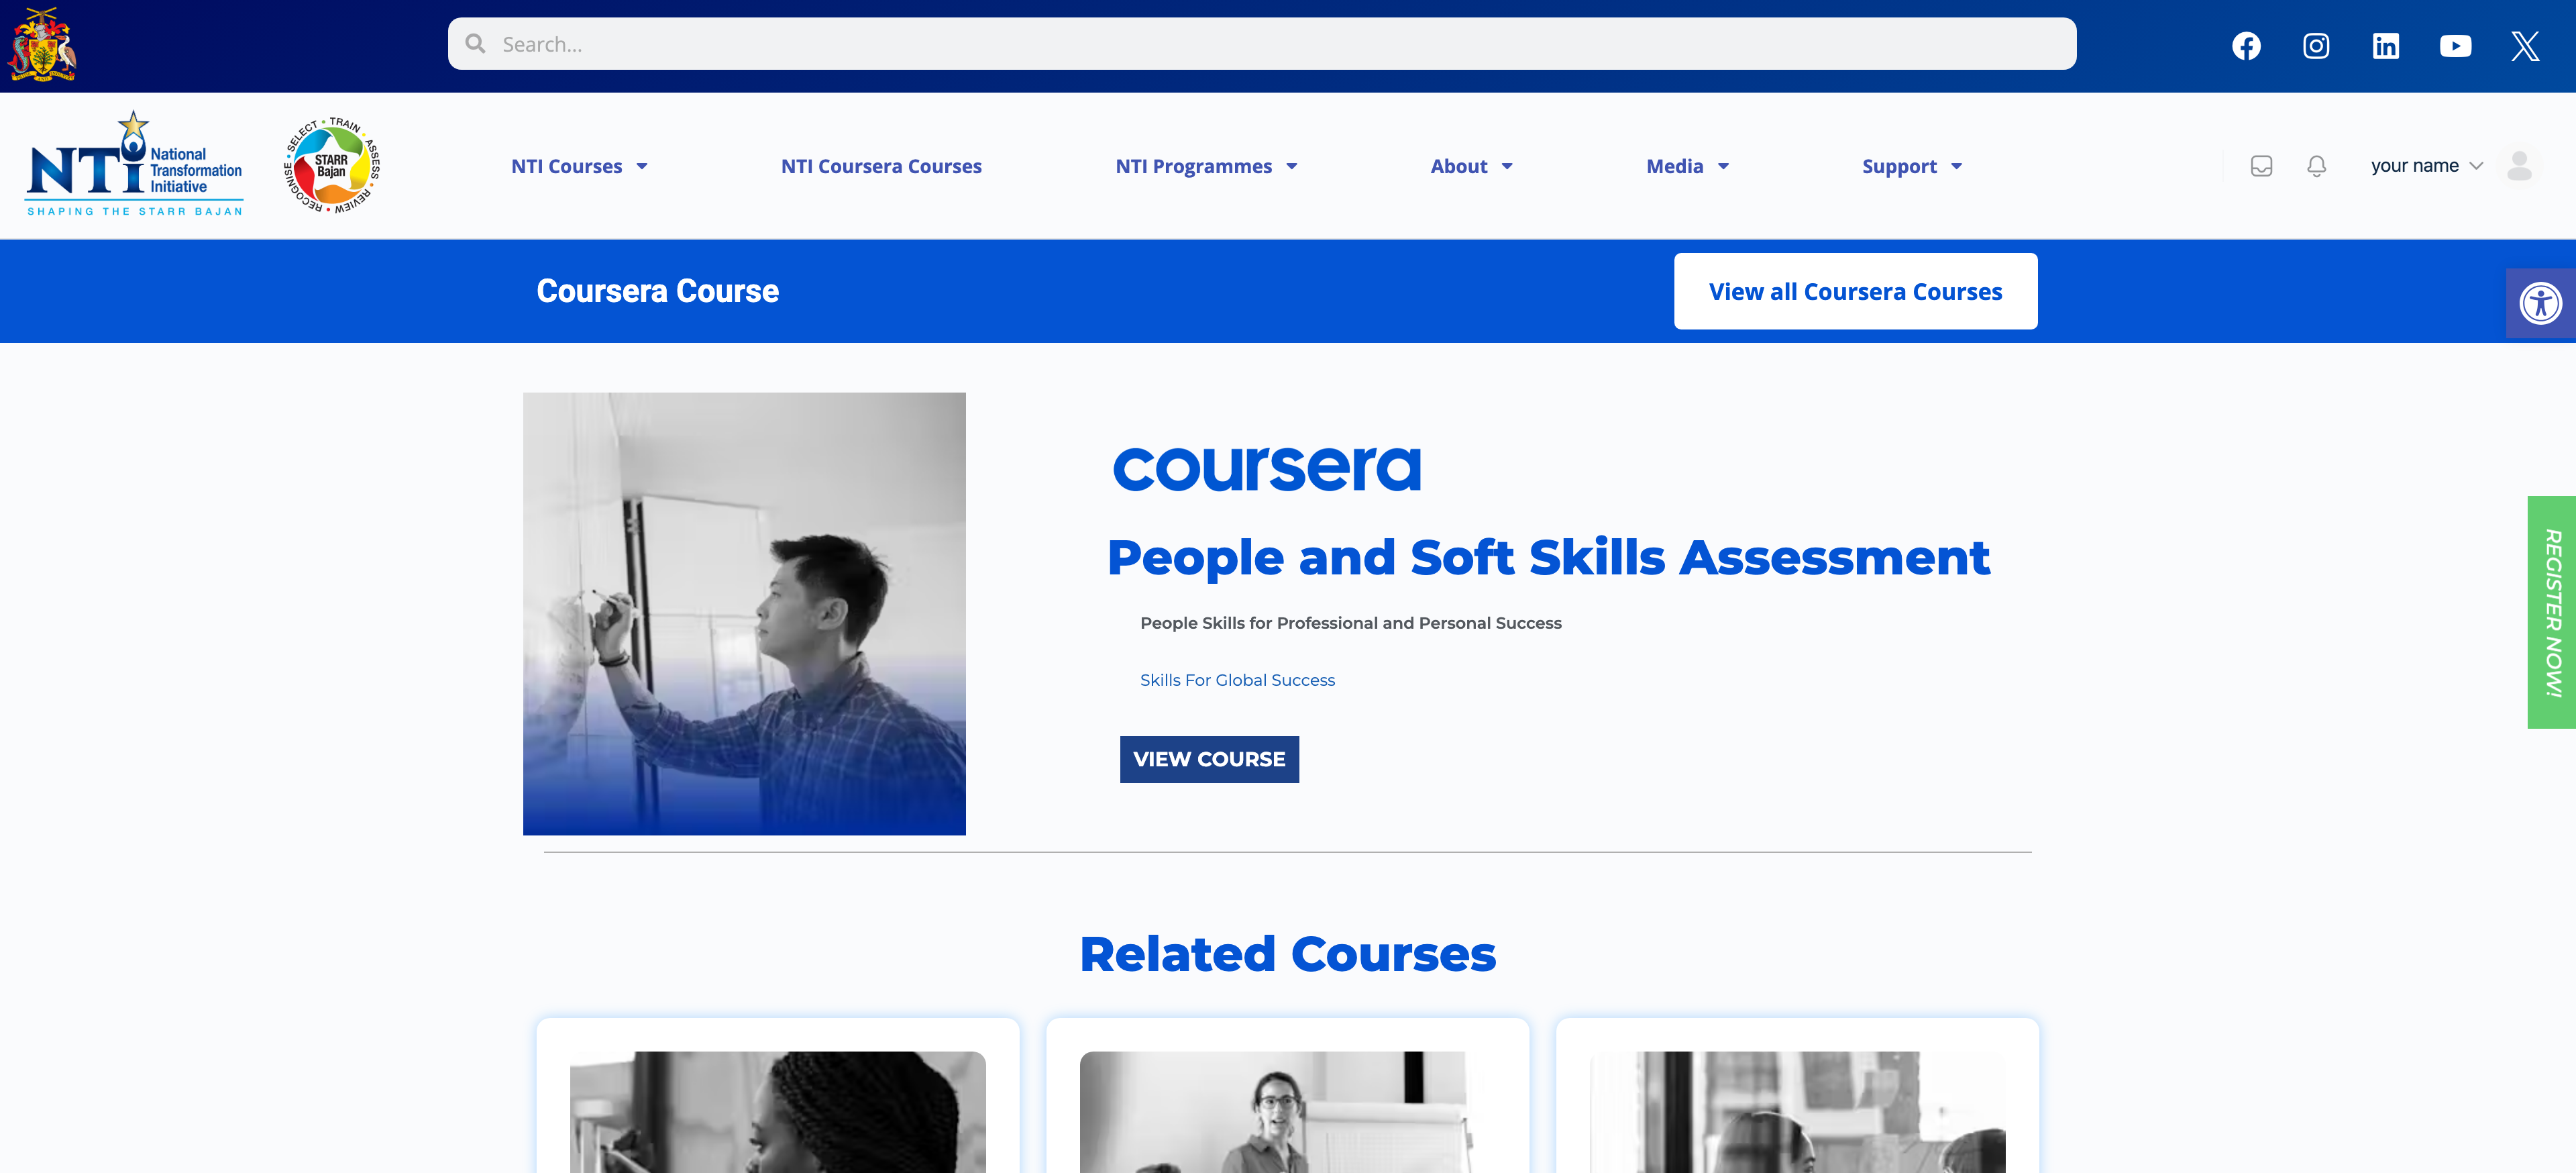 Search...
NTI
National
Transformation
Initiative
SHAPING THE STARR BAJAN
SELECT • TRAIN • ASSESS • REVIEW • RECOGNISE •
STARR
Bajan
NTI Courses
NTI Coursera Courses
NTI Programmes
About
Media
Support
your name
Coursera Course
View all Coursera Courses
coursera
People and Soft Skills Assessment
People Skills for Professional and Personal Success
Skills For Global Success
VIEW COURSE
REGISTER NOW!
Related Courses